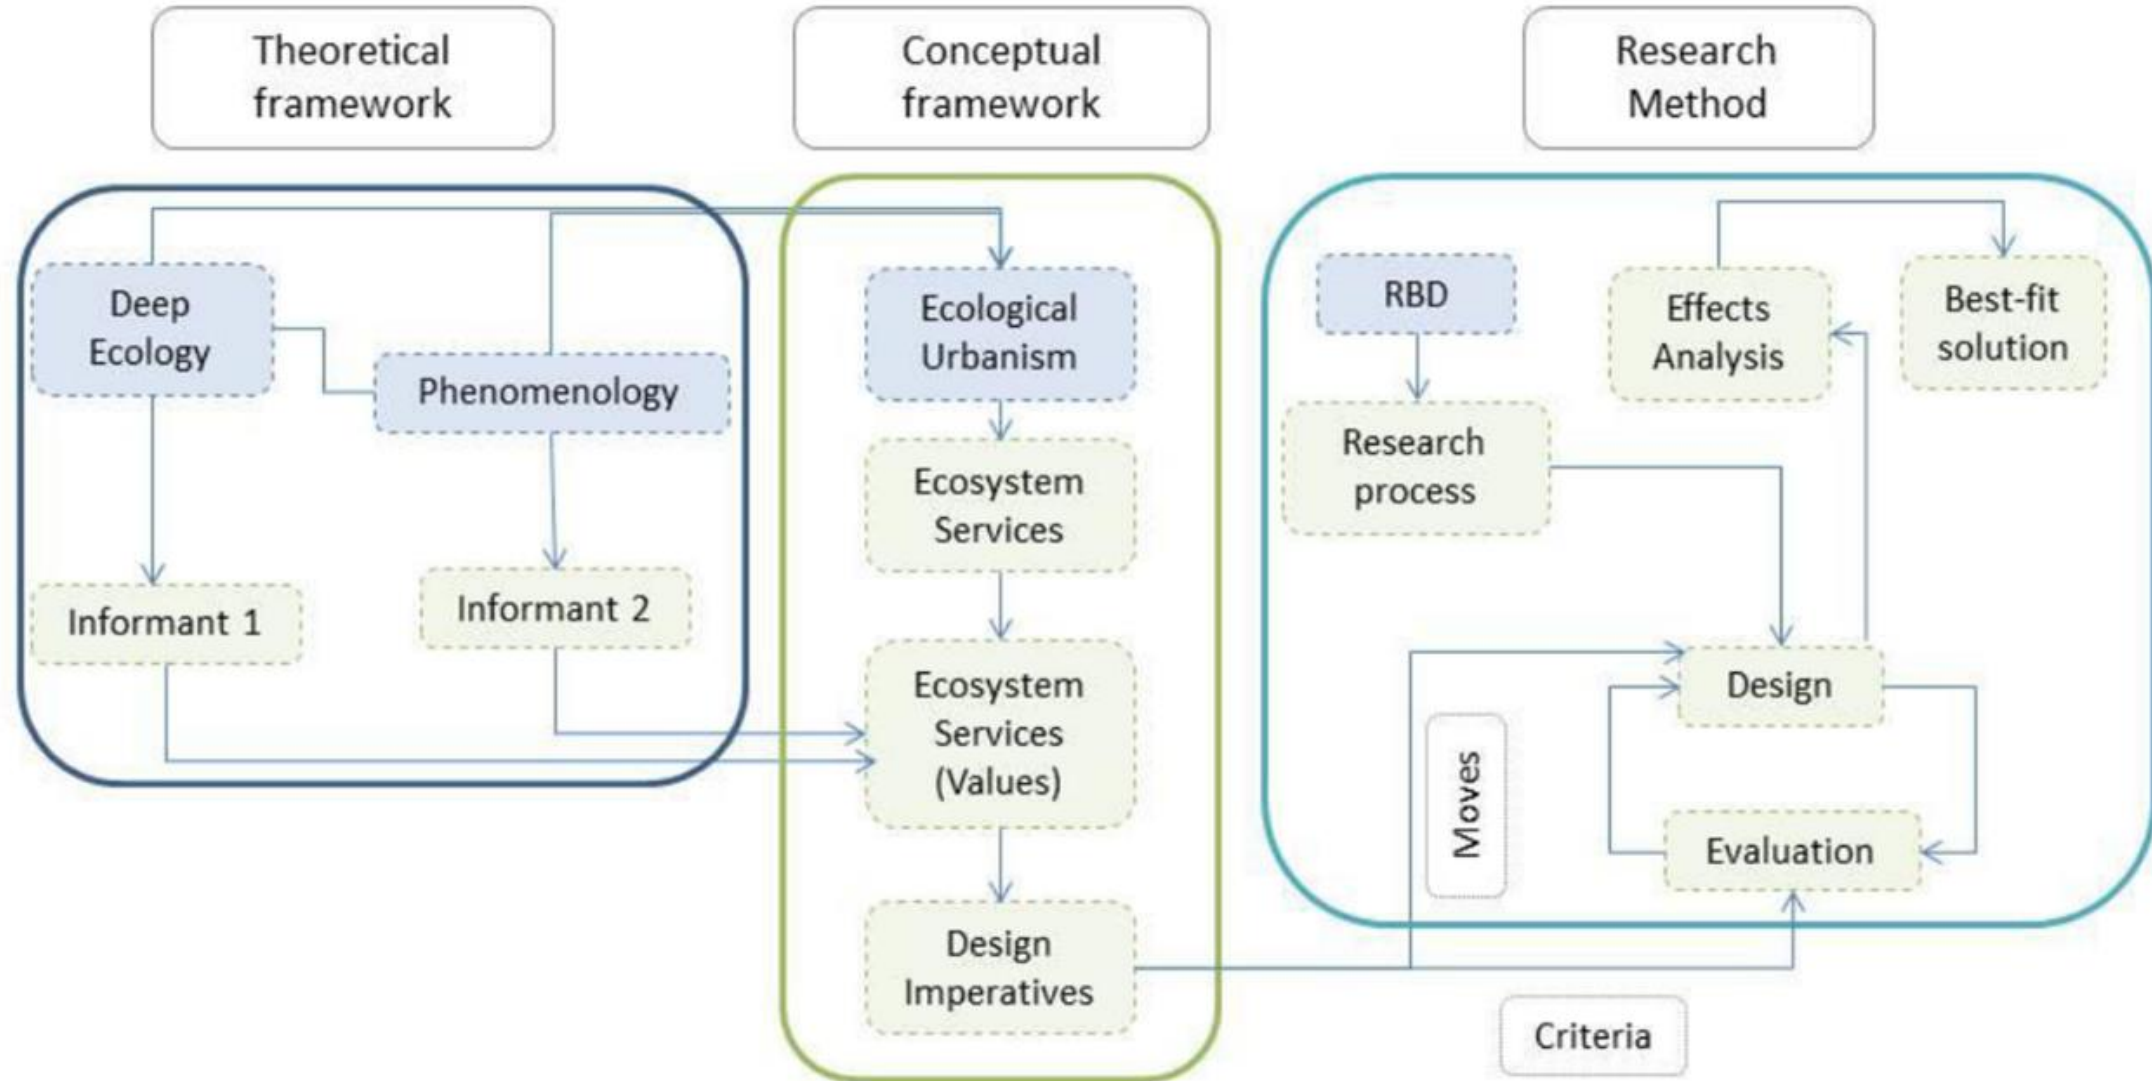 Theoretical
framework
Conceptual
framework
Research
Method
Deep
Ecology
Phenomenology
Informant 1
Informant 2
Ecological
Urbanism
Ecosystem
Services
Ecosystem
Services
(Values)
Design
Imperatives
RBD
Research
process
Effects
Analysis
Best-fit
solution
Design
Evaluation
Moves
Criteria